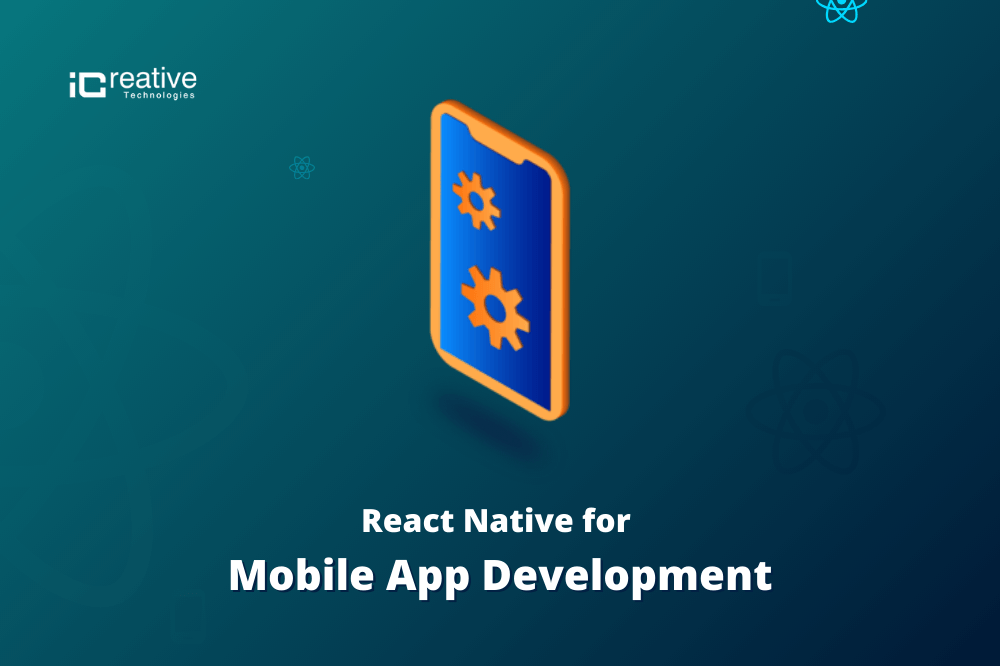 iCreative
Technologies
React Native for
Mobile App Development